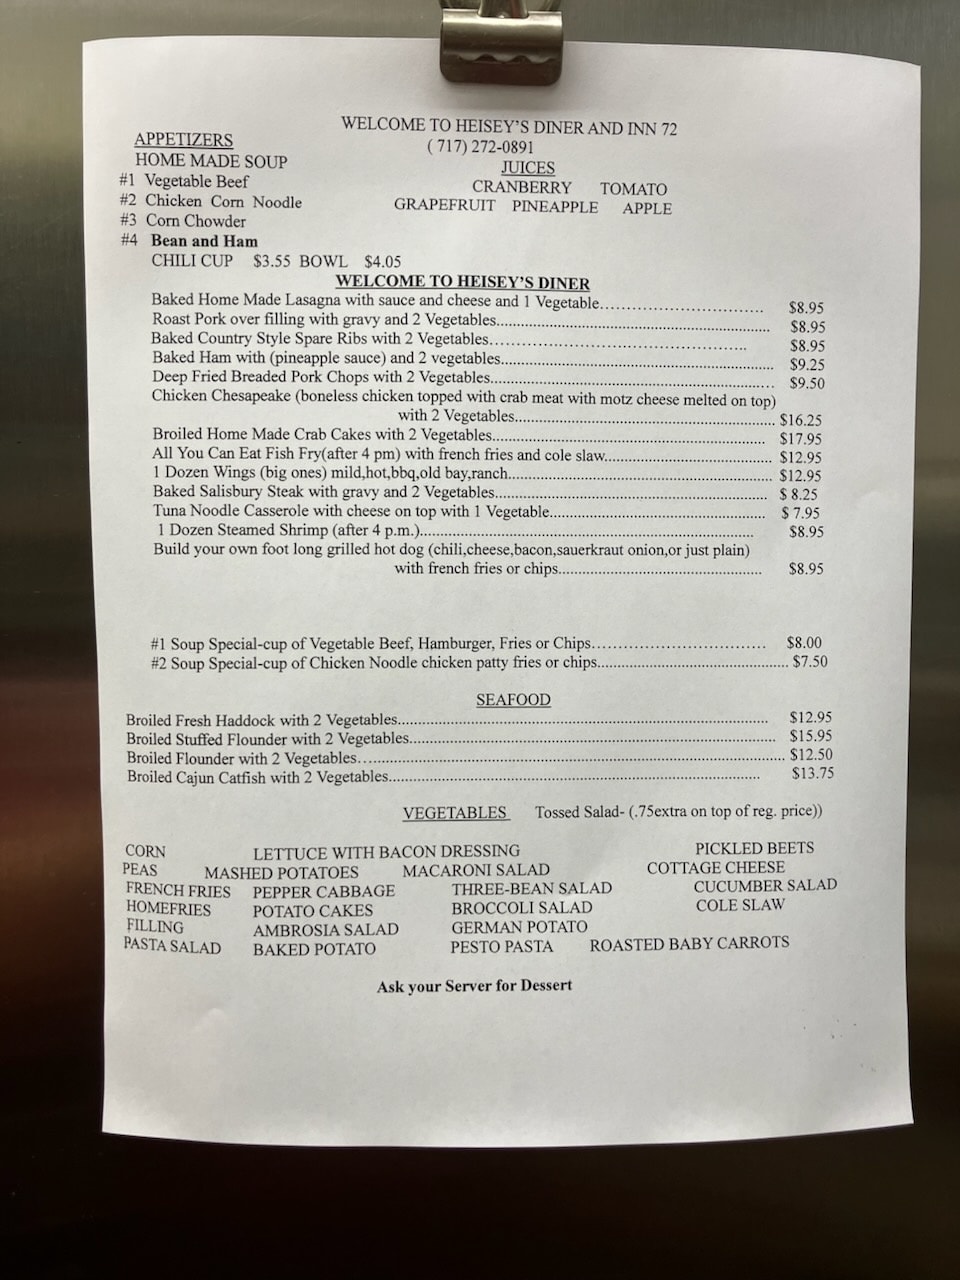 WELCOME TO HEISEY'S DINER AND INN 72
( 717) 272-0891
APPETIZERS
HOME MADE SOUP
#1 Vegetable Beef
#2 Chicken Corn Noodle
#3 Corn Chowder
#4 Bean and Ham
CHILI CUP $3.55 BOWL $4.05
JUICES
CRANBERRY TOMATO
GRAPEFRUIT PINEAPPLE APPLE
WELCOME TO HEISEY'S DINER
Baked Home Made Lasagna with sauce and cheese and 1 Vegetable.......................................... $8.95
Roast Pork over filling with gravy and 2 Vegetables.......................................... $8.95
Baked Country Style Spare Ribs with 2 Vegetables.......................................... $8.95
Baked Ham with (pineapple sauce) and 2 vegetables.......................................... $9.25
Deep Fried Breaded Pork Chops with 2 Vegetables.......................................... $9.50
Chicken Chesapeake (boneless chicken topped with crab meat with motz cheese melted on top)
with 2 Vegetables.......................................... $16.25
Broiled Home Made Crab Cakes with 2 Vegetables.......................................... $17.95
All You Can Eat Fish Fry(after 4 pm) with french fries and cole slaw.......................................... $12.95
1 Dozen Wings (big ones) mild,hot,bbq,old bay,ranch.......................................... $12.95
Baked Salisbury Steak with gravy and 2 Vegetables.......................................... $ 8.25
Tuna Noodle Casserole with cheese on top with 1 Vegetable.......................................... $ 7.95
1 Dozen Steamed Shrimp (after 4 p.m.).......................................... $8.95
Build your own foot long grilled hot dog (chili,cheese,bacon,sauerkraut onion,or just plain)
with french fries or chips.......................................... $8.95
#1 Soup Special-cup of Vegetable Beef, Hamburger, Fries or Chips.......................................... $8.00
#2 Soup Special-cup of Chicken Noodle chicken patty fries or chips.......................................... $7.50
SEAFOOD
Broiled Fresh Haddock with 2 Vegetables.......................................... $12.95
Broiled Stuffed Flounder with 2 Vegetables.......................................... $15.95
Broiled Flounder with 2 Vegetables.......................................... $12.50
Broiled Cajun Catfish with 2 Vegetables.......................................... $13.75
VEGETABLES Tossed Salad- (.75extra on top of reg. price))
CORN LETTUCE WITH BACON DRESSING PICKLED BEETS
PEAS MASHED POTATOES MACARONI SALAD COTTAGE CHEESE
FRENCH FRIES PEPPER CABBAGE THREE-BEAN SALAD CUCUMBER SALAD
HOMEFRIES POTATO CAKES BROCCOLI SALAD COLE SLAW
FILLING AMBROSIA SALAD GERMAN POTATO
PASTA SALAD BAKED POTATO PESTO PASTA ROASTED BABY CARROTS
Ask your Server for Dessert